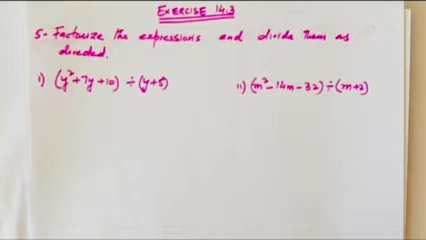 EXERCISE 14.3
5- Factorize the expressions and divide them as
directed.
i) (y²+7y+10) ÷ (y+5)
ii) (m²-14m-32) ÷ (m+2)